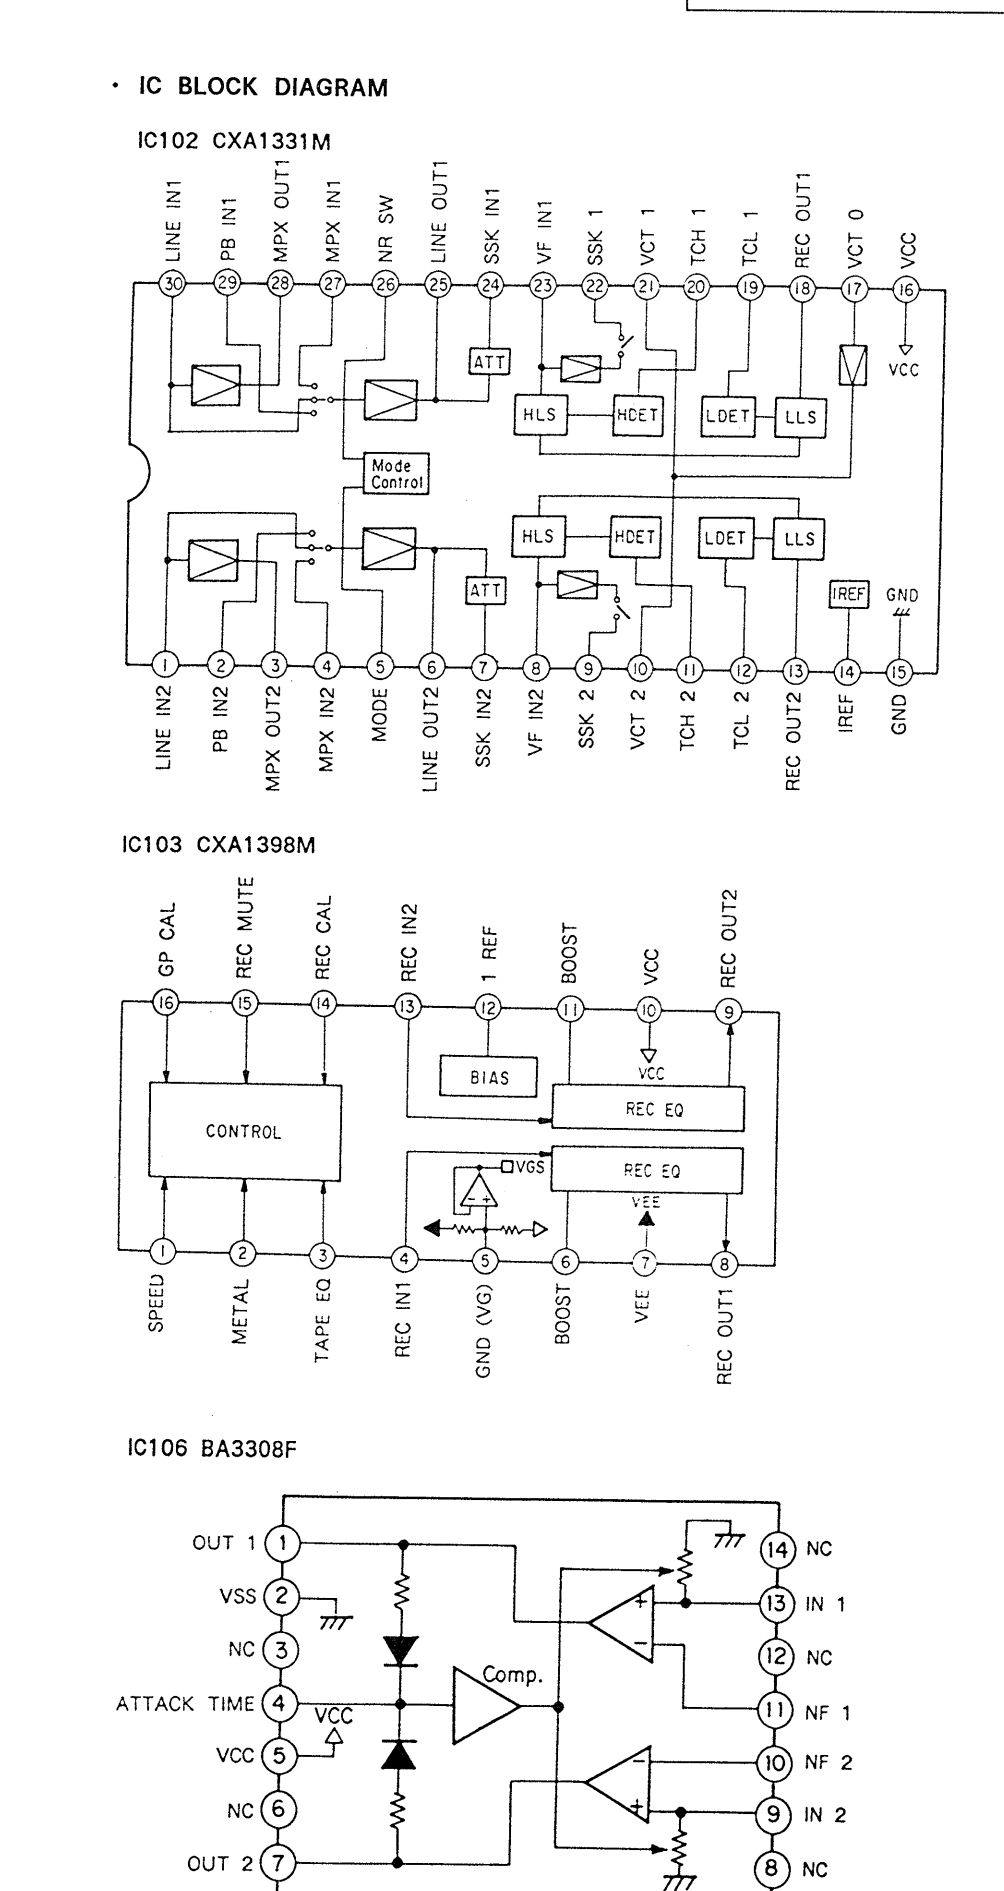 • IC BLOCK DIAGRAM
IC102 CXA1331M
LINE IN1
PB IN1
MPX OUT1
MPX IN1
NR SW
LINE OUT1
SSK IN1
VF IN1
SSK 1
VCT 1
TCH 1
TCL 1
REC OUT1
VCT 0
VCC
30 29 28 27 26 25 24 23 22 21 20 19 18 17 16
ATT
VCC
HLS HDET LDET LLS
Mode
Control
HLS HDET LDET LLS
ATT
IREF GND
1 2 3 4 5 6 7 8 9 10 11 12 13 14 15
LINE IN2
PB IN2
MPX OUT2
MPX IN2
MODE
LINE OUT2
SSK IN2
VF IN2
SSK 2
VCT 2
TCH 2
TCL 2
REC OUT2
IREF
GND
IC103 CXA1398M
GP CAL
REC MUTE
REC CAL
REC IN2
1 REF
BOOST
VCC
REC OUT2
16 15 14 13 12 11 10 9
BIAS
VCC
REC EQ
CONTROL
VGS
REC EQ
- +
VEE
1 2 3 4 5 6 7 8
SPEED
METAL
TAPE EQ
REC IN1
GND (VG)
BOOST
VEE
REC OUT1
IC106 BA3308F
OUT 1 1
14 NC
VSS 2
+ 13 IN 1
NC 3
- 12 NC
Comp.
ATTACK TIME 4
11 NF 1
VCC
VCC 5
- 10 NF 2
NC 6
+ 9 IN 2
OUT 2 7
8 NC